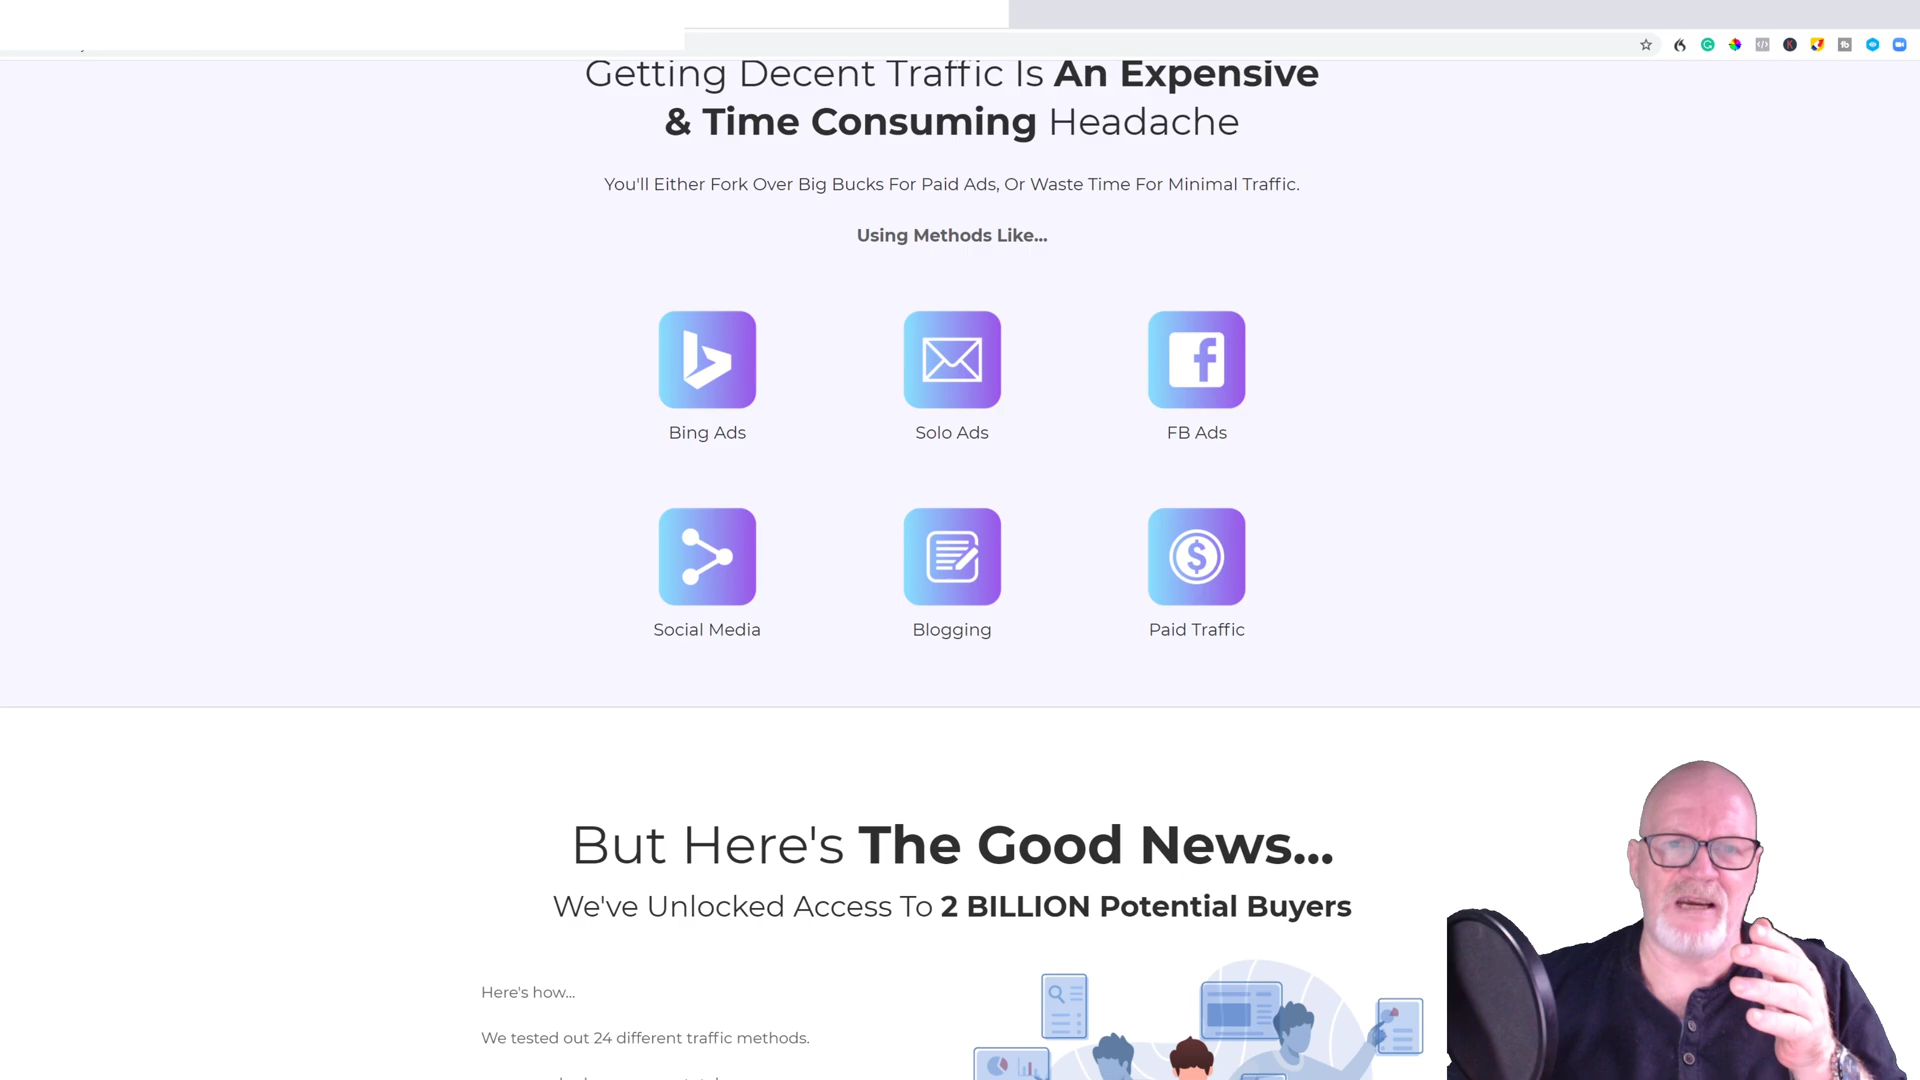 Getting Decent Traffic Is An Expensive
& Time Consuming Headache
You'll Either Fork Over Big Bucks For Paid Ads, Or Waste Time For Minimal Traffic.
Using Methods Like...
Bing Ads
Solo Ads
FB Ads
Social Media
Blogging
Paid Traffic
But Here's The Good News...
We've Unlocked Access To 2 BILLION Potential Buyers
Here's how...
We tested out 24 different traffic methods.